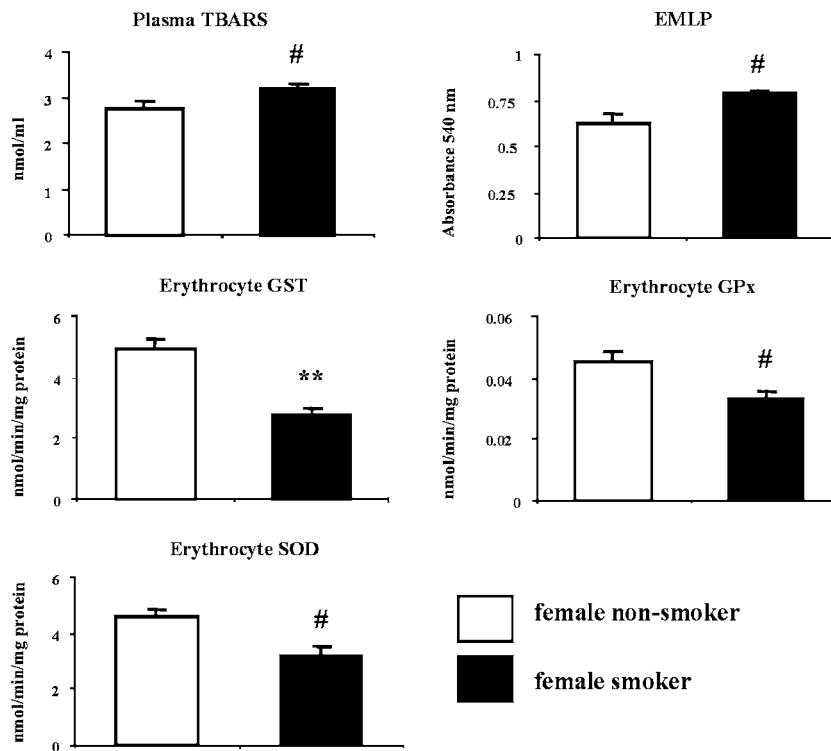 Plasma TBARS
4
3
2
1
0
nmol/ml
#
EMLP
1
0.75
0.5
0.25
0
Absorbance 540 nm
#
Erythrocyte GST
6
4
2
0
nmol/min/mg protein
**
Erythrocyte GPx
0.06
0.04
0.02
0
nmol/min/mg protein
#
Erythrocyte SOD
6
4
2
0
nmol/min/mg protein
#
female non-smoker
female smoker